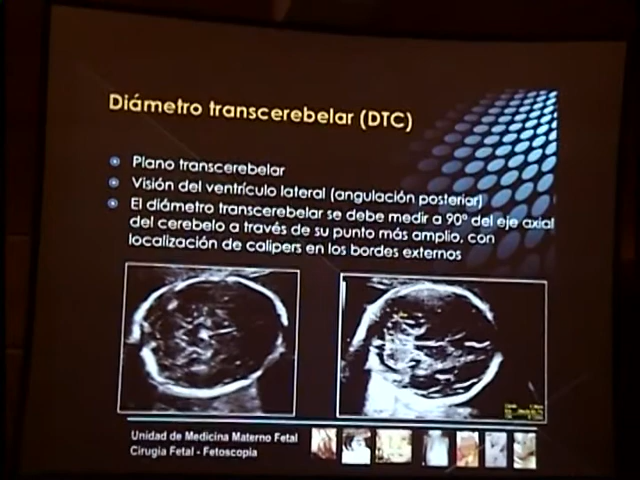 Diámetro transcerebelar (DTC)
Plano transcerebelar
Visión del ventrículo lateral (angulación posterior)
El diámetro transcerebelar se debe medir a 90º del eje axial
del cerebelo a través de su punto más amplio, con
localización de calipers en los bordes externos
Unidad de Medicina Materno Fetal
Cirugia Fetal - Fetoscopia